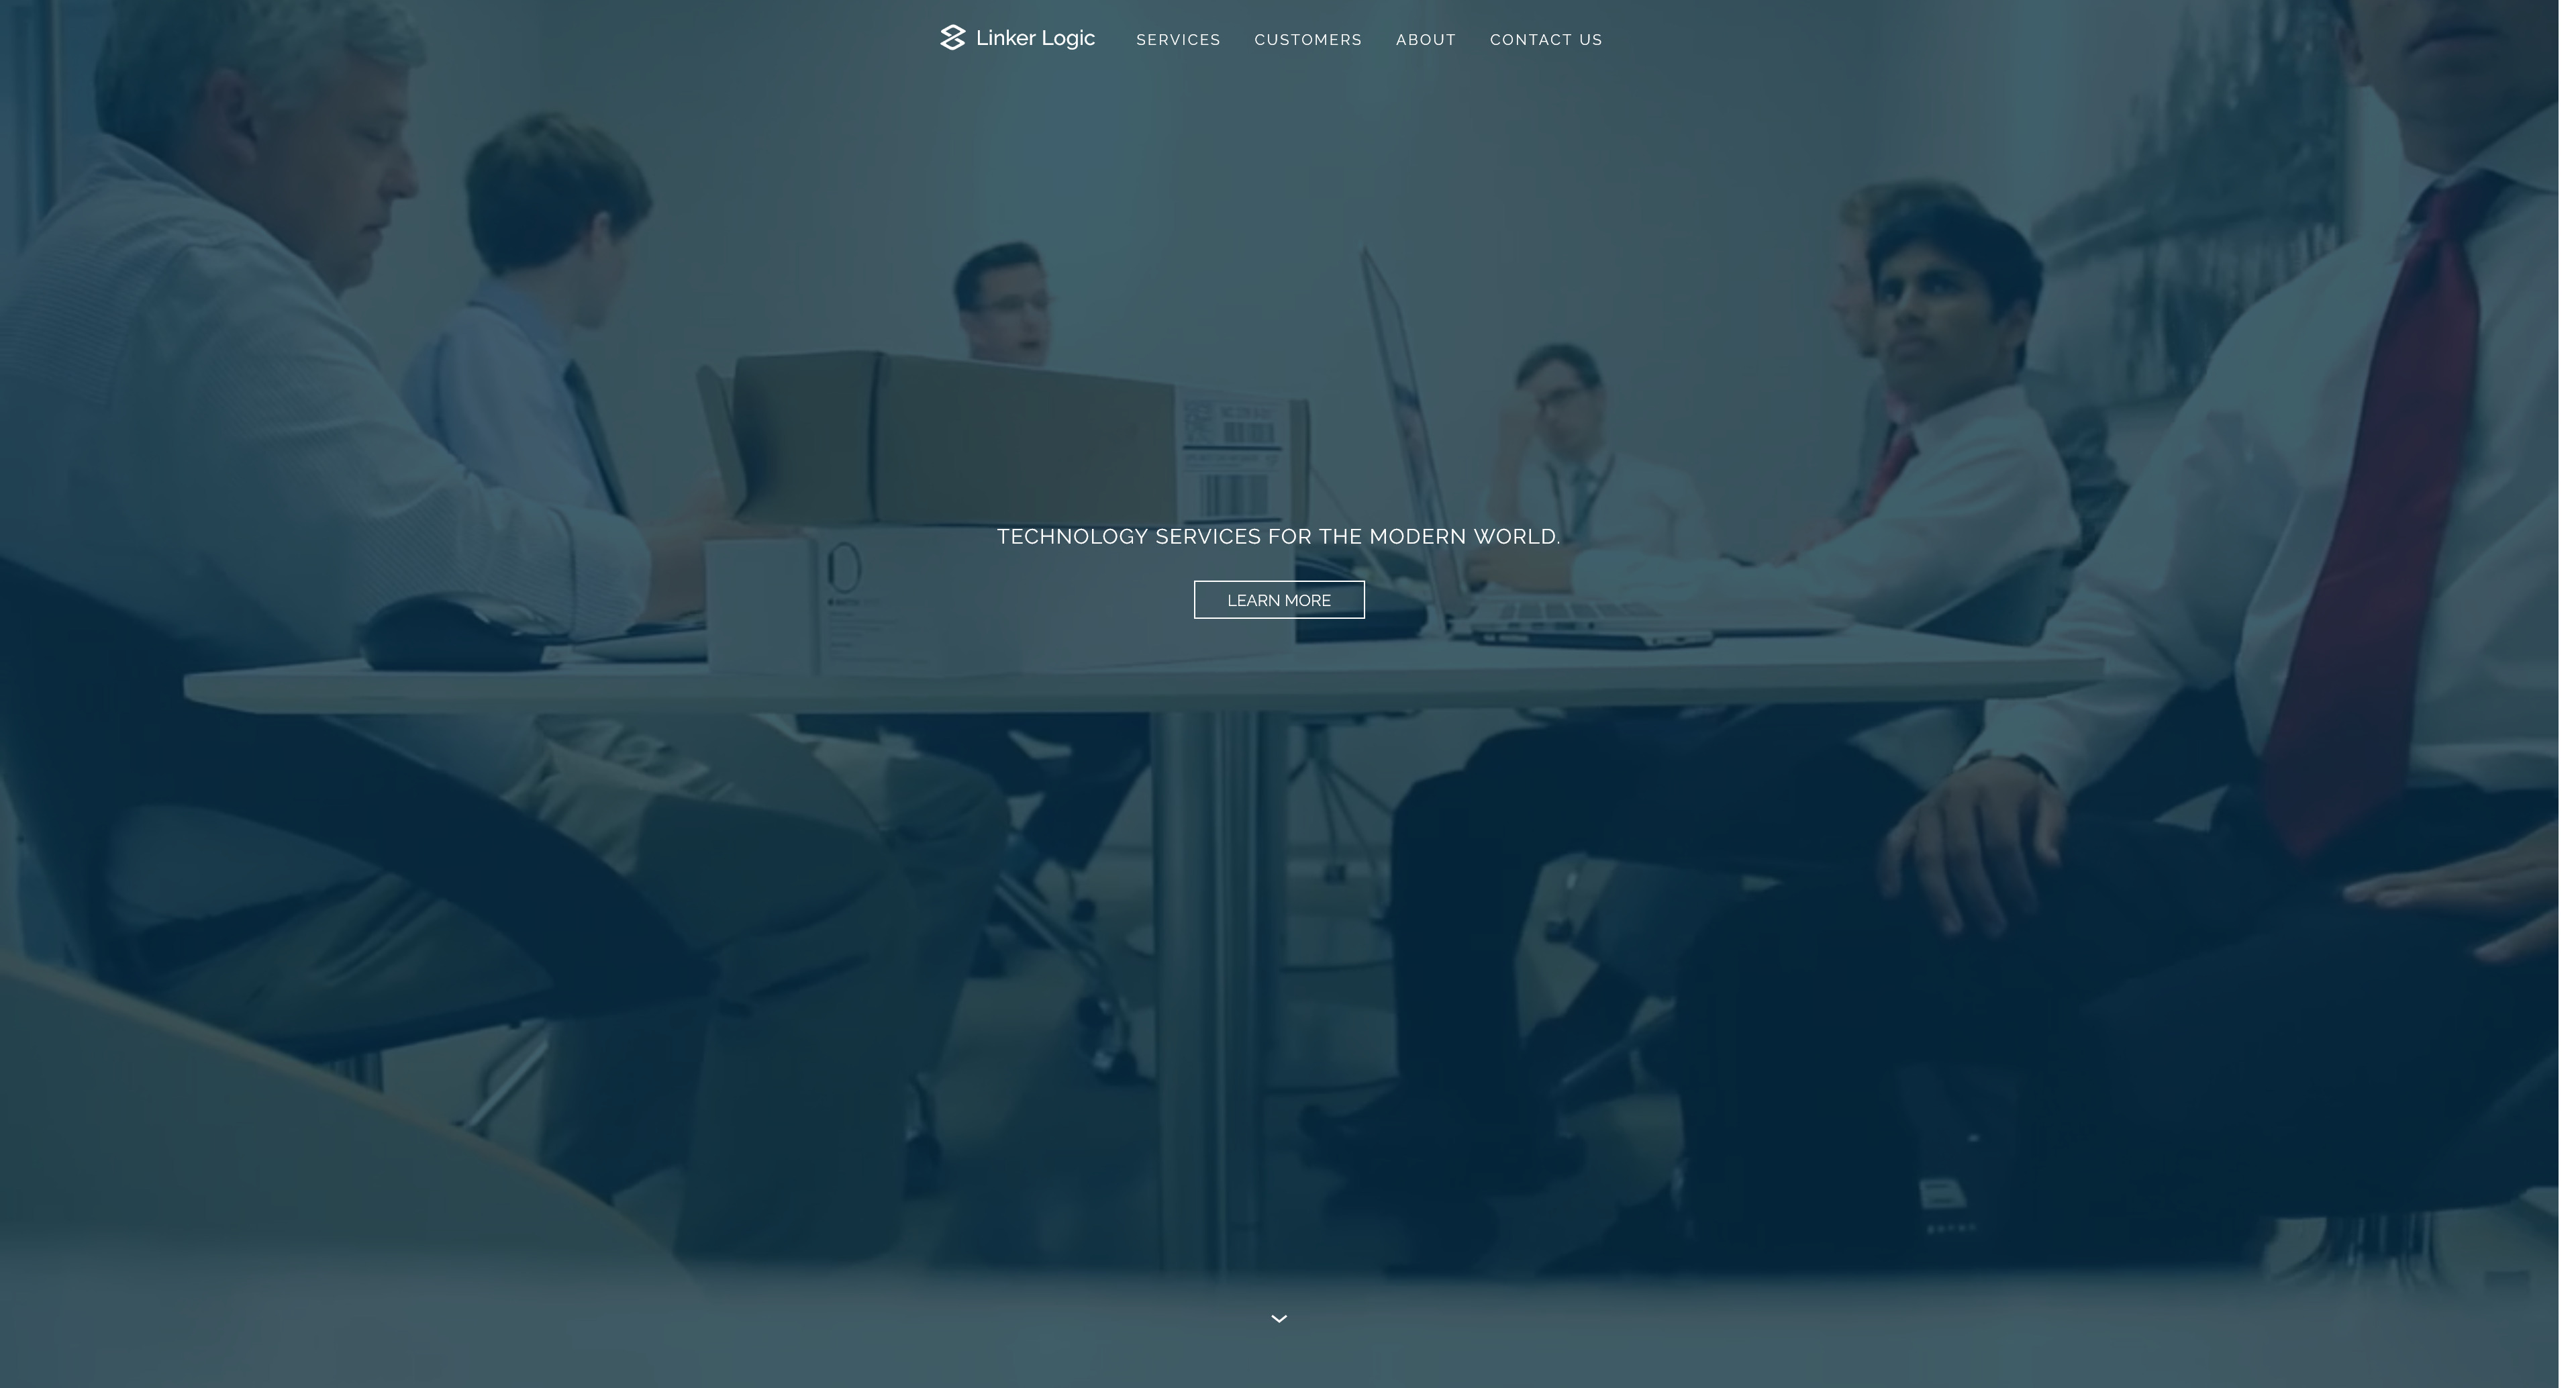 Linker Logic
SERVICES
CUSTOMERS
ABOUT
CONTACT US
TECHNOLOGY SERVICES FOR THE MODERN WORLD.
LEARN MORE